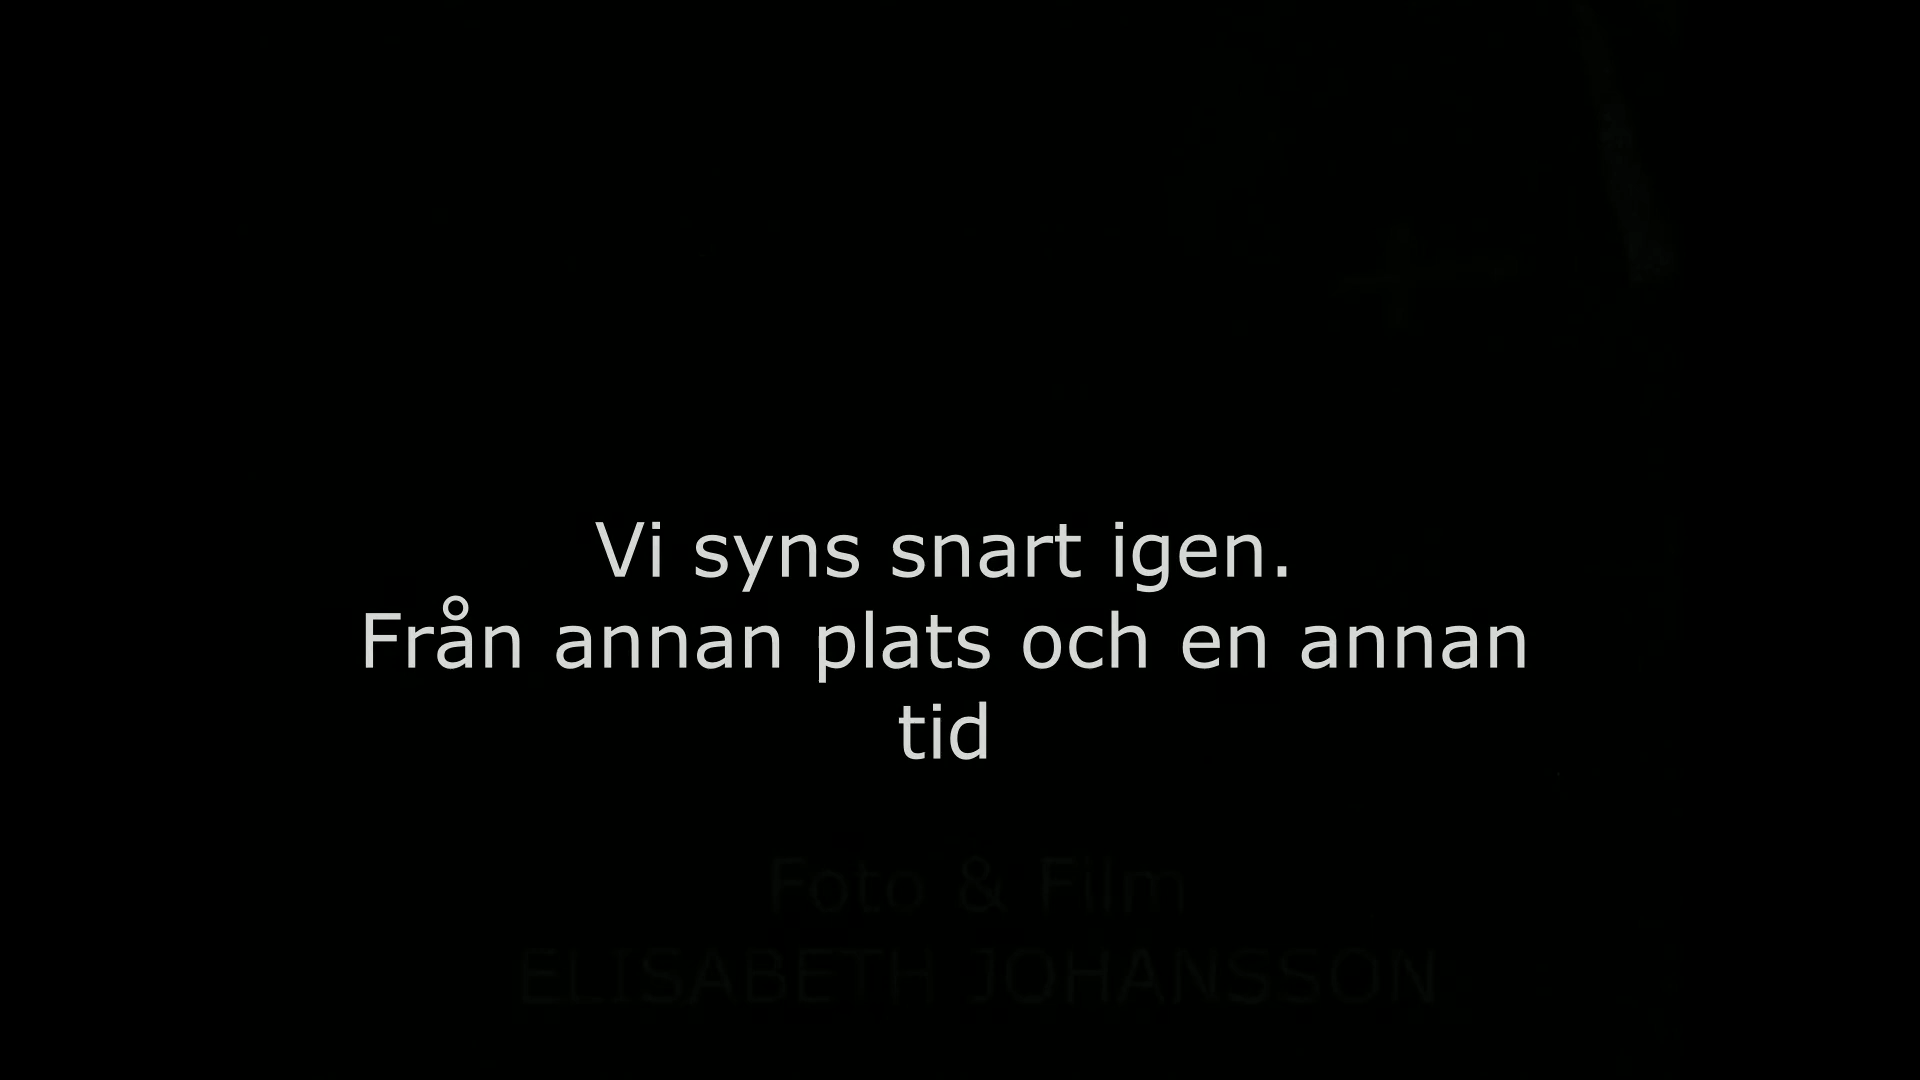 Vi syns snart igen.
Från annan plats och en annan
tid
Foto & Film
ELISABETH JOHANSSON